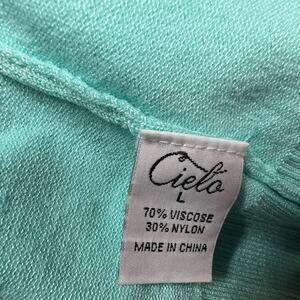 Cielo
L
70% VISCOSE
30% NYLON
MADE IN CHINA